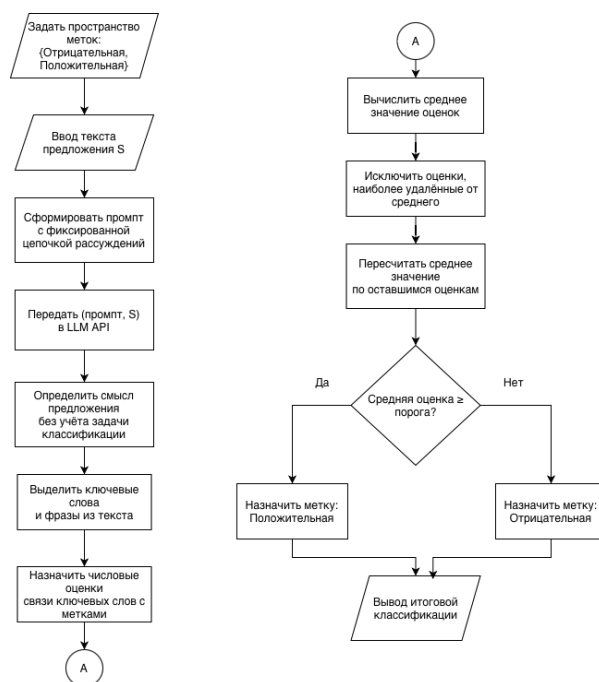 Задать пространство
меток:
{Отрицательная,
Положительная}
Ввод текста
предложения S
Сформировать промпт
с фиксированной
цепочкой рассуждений
Передать (промпт, S)
в LLM API
Определить смысл
предложения
без учёта задачи
классификации
Выделить ключевые
слова
и фразы из текста
Назначить числовые
оценки
связи ключевых слов с
метками
A
A
Вычислить среднее
значение оценок
Исключить оценки,
наиболее удалённые от
среднего
Пересчитать среднее
значение
по оставшимся оценкам
Средняя оценка ≥
порога?
Да
Нет
Назначить метку:
Положительная
Назначить метку:
Отрицательная
Вывод итоговой
классификации